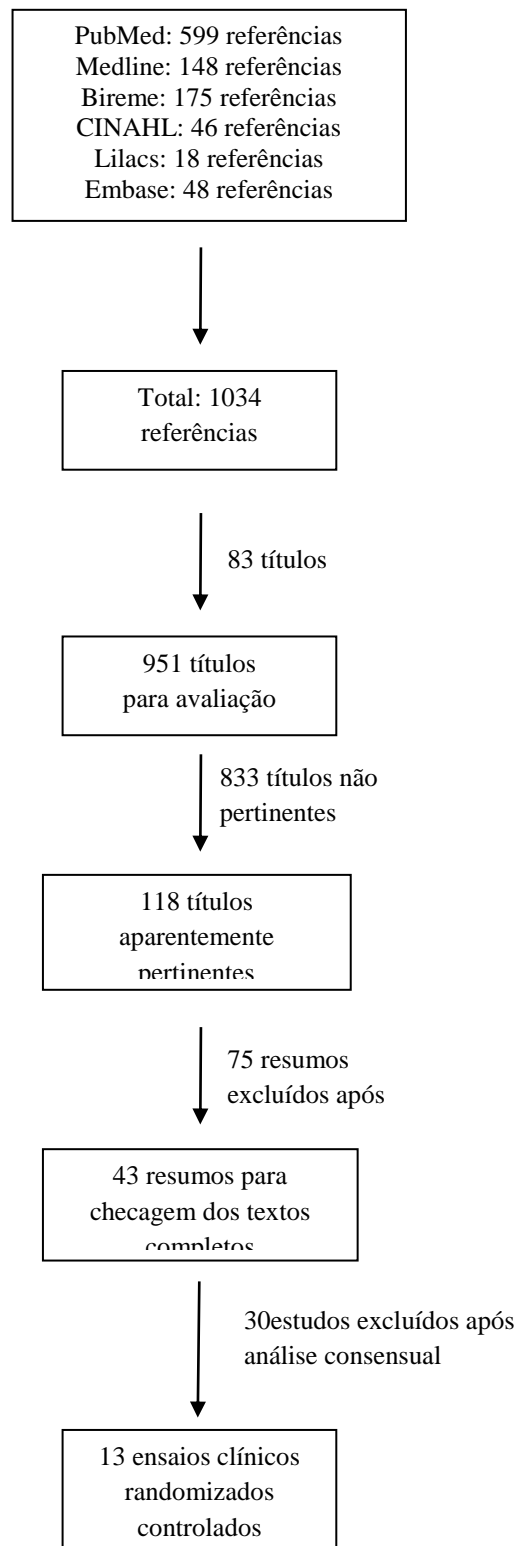 PubMed: 599 referências
Medline: 148 referências
Bireme: 175 referências
CINAHL: 46 referências
Lilacs: 18 referências
Embase: 48 referências
Total: 1034
referências
83 títulos
951 títulos
para avaliação
833 títulos não
pertinentes
118 títulos
aparentemente
pertinentes
75 resumos
excluídos após
43 resumos para
checagem dos textos
completos
30estudos excluídos após
análise consensual
13 ensaios clínicos
randomizados
controlados